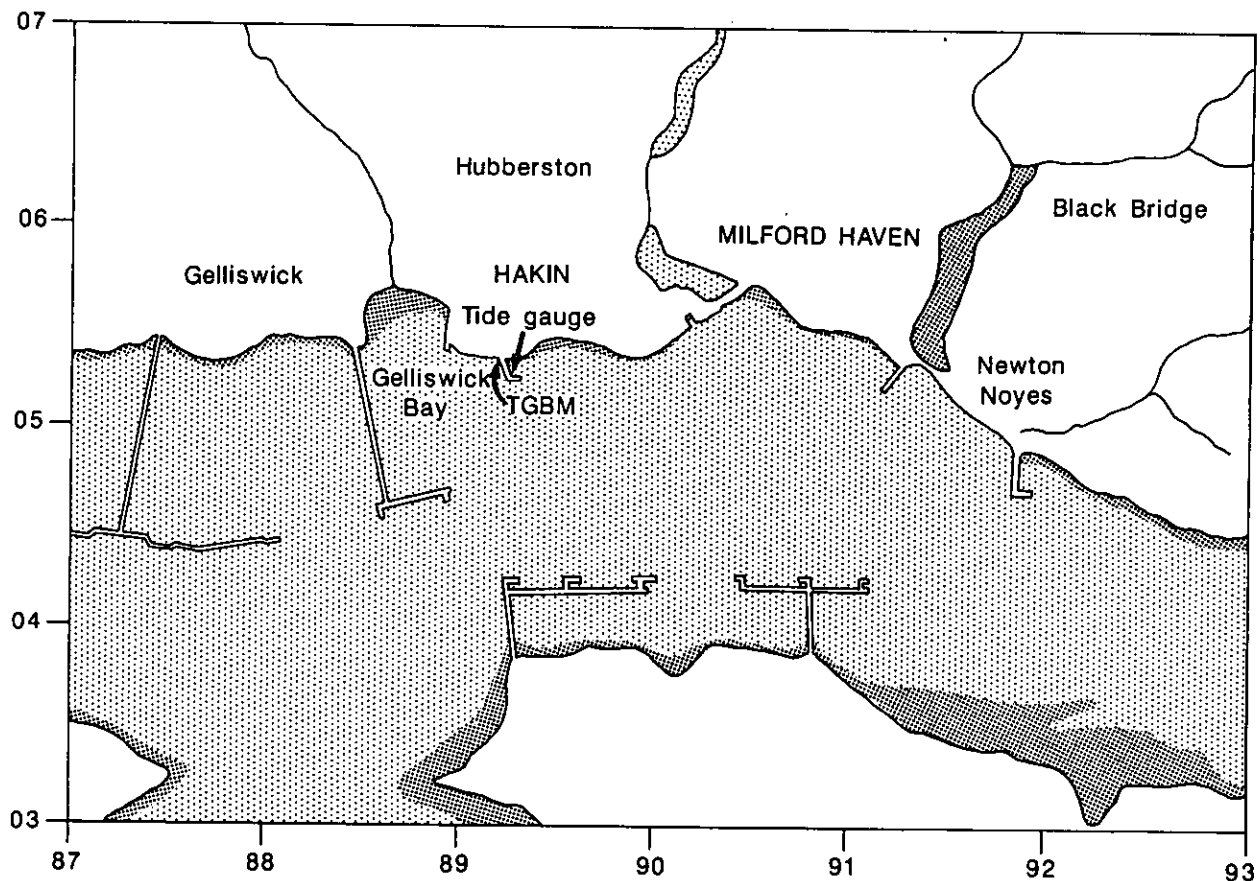 07
Hubberston
06
Black Bridge
MILFORD HAVEN
Gelliswick
HAKIN
Tide gauge
Gelliswick
Bay
TGBM
Newton
Noyes
05
04
03
87
88
89
90
91
92
93